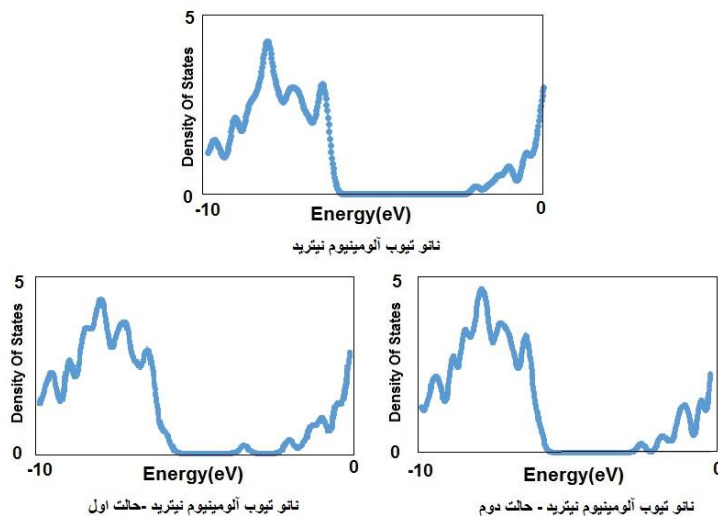 5
Density Of States
0
-10
Energy(eV)
0
نانو تیوب آلومینیوم نیترید
5
Density Of States
0
-10
Energy(eV)
0
نانو تیوب آلومینیوم نیترید -حالت اول
5
Density Of States
0
-10
Energy(eV)
0
نانو تیوب آلومینیوم نیترید - حالت دوم